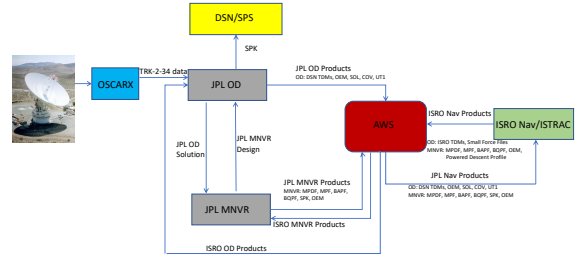 DSN/SPS
SPK
TRK-2-34 data
OSCARX
JPL OD
JPL OD Products
OD: DSN TDMs, OEM, SOL, COV, UT1
AWS
ISRO Nav Products
ISRO Nav/ISTRAC
OD: ISRO TDMs, Small Force Files
MNVR: MPDF, MPF, BAPF, BQPF, OEM,
Powered Descent Profile
JPL OD
Solution
JPL MNVR
Design
JPL Nav Products
OD: DSN TDMs, OEM, SOL, COV, UT1
MNVR: MPDF, MPF, BAPF, BQPF, SPK, OEM
JPL MNVR Products
MNVR: MPDF, MPF, BAPF,
BQPF, SPK, OEM
JPL MNVR
ISRO MNVR Products
ISRO OD Products